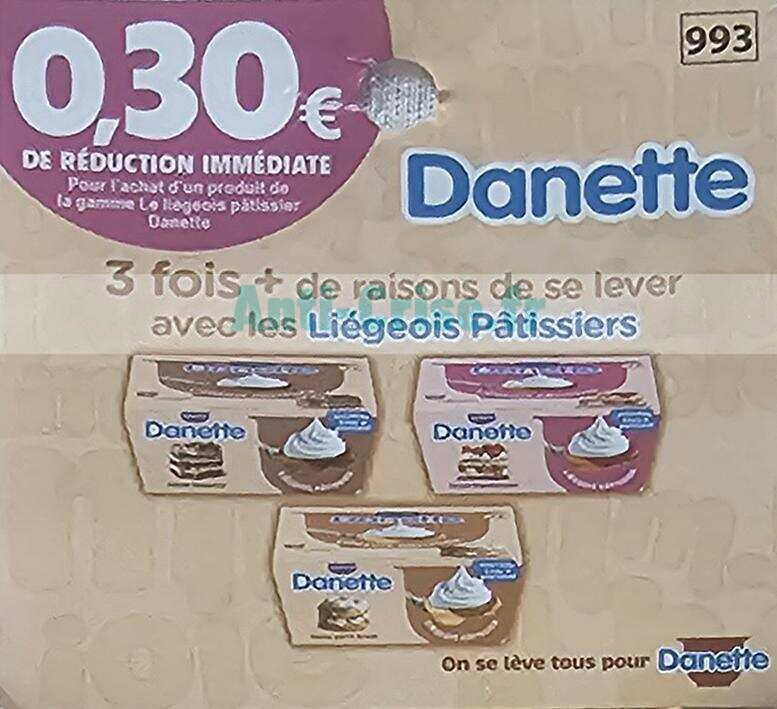 993
0,30€
DE RÉDUCTION IMMÉDIATE
Pour l'achat d'un produit de
la gamme Le liégeois pâtissier
Danette
Danette
3 fois + de raisons de se lever
avec les Liégeois Pâtissiers
Anti-Crise.fr
Danette
Danette
Danette
On se lève tous pour Danette